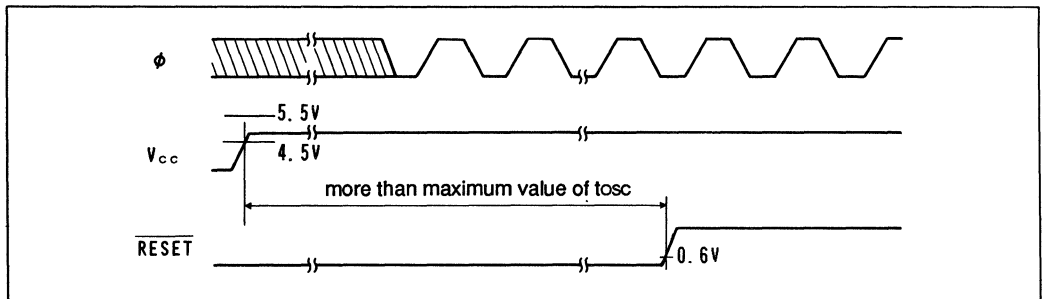 ϕ
5.5V
Vcc
4.5V
more than maximum value of tosc
RESET
0.6V